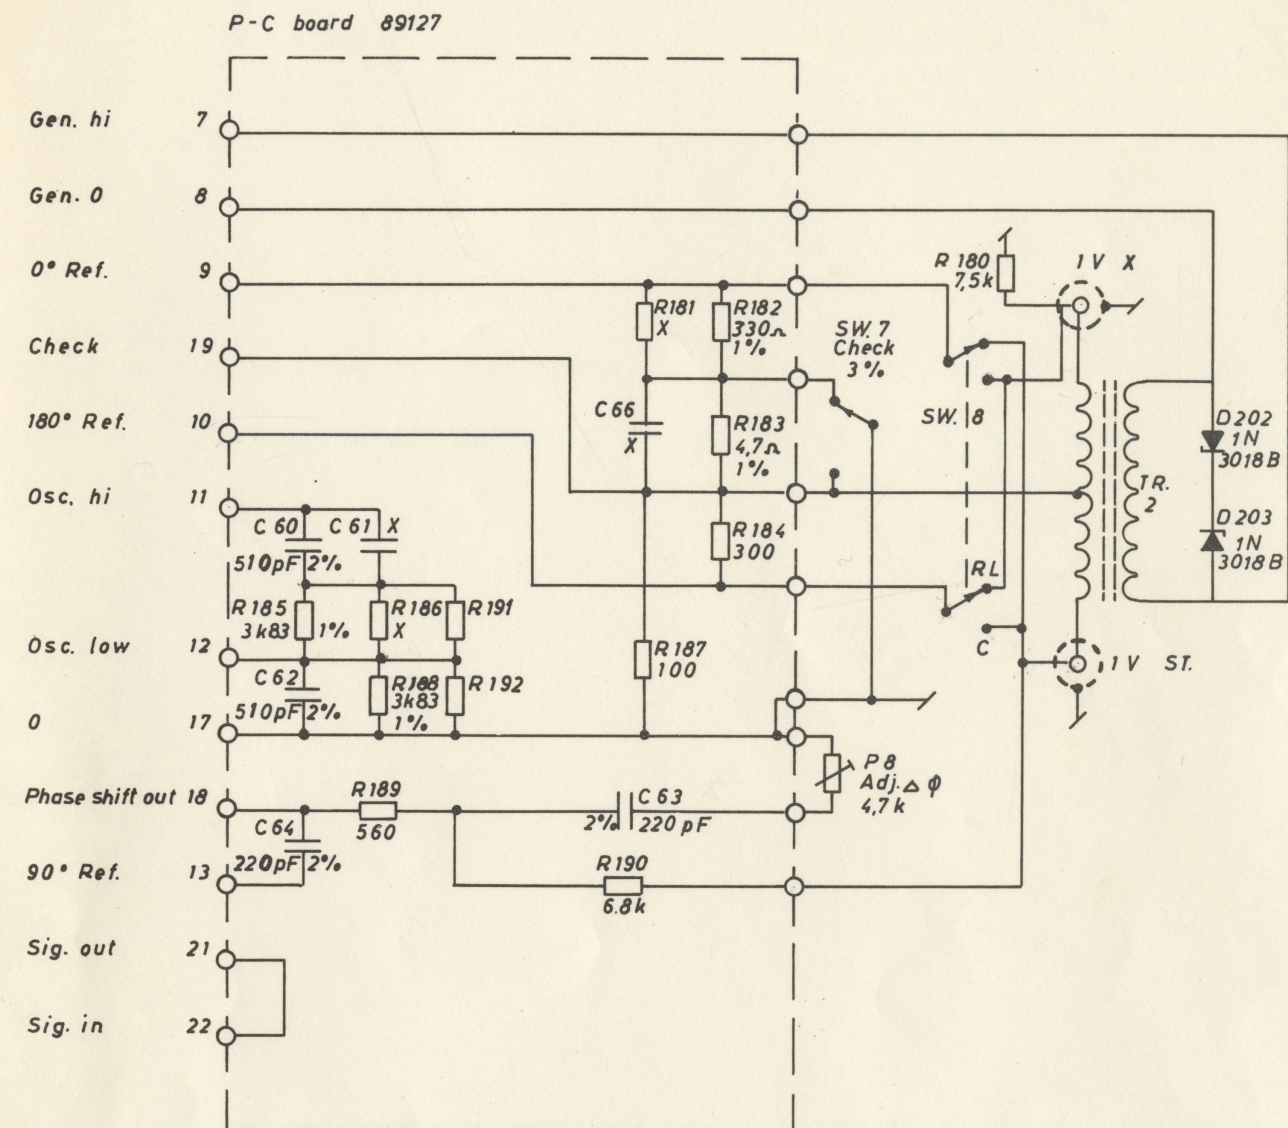 P-C board 89127
Gen. hi 7
Gen. 0 8
0° Ref. 9
R 180
7,5k
1 V X
R181
X
R182
330Ω
1%
SW. 7
Check
3%
Check 19
180° Ref. 10
C 66
X
R183
4,7Ω
1%
SW. 8
D 202
1N
3018B
Osc. hi 11
C 60
510pF 2%
C 61 X
R184
300
TR.
2
D 203
1N
3018B
RL
R 185
3k83 1%
R 186
X
R 191
Osc. low 12
R 187
100
C
1 V ST.
C 62
510pF 2%
R188
3k83
1%
R 192
0 17
P 8
Adj. Δ φ
4,7 k
Phase shift out 18
R189
560
C 63
2% 220 pF
C 64
220pF 2%
90° Ref. 13
R190
6.8k
Sig. out 21
Sig. in 22